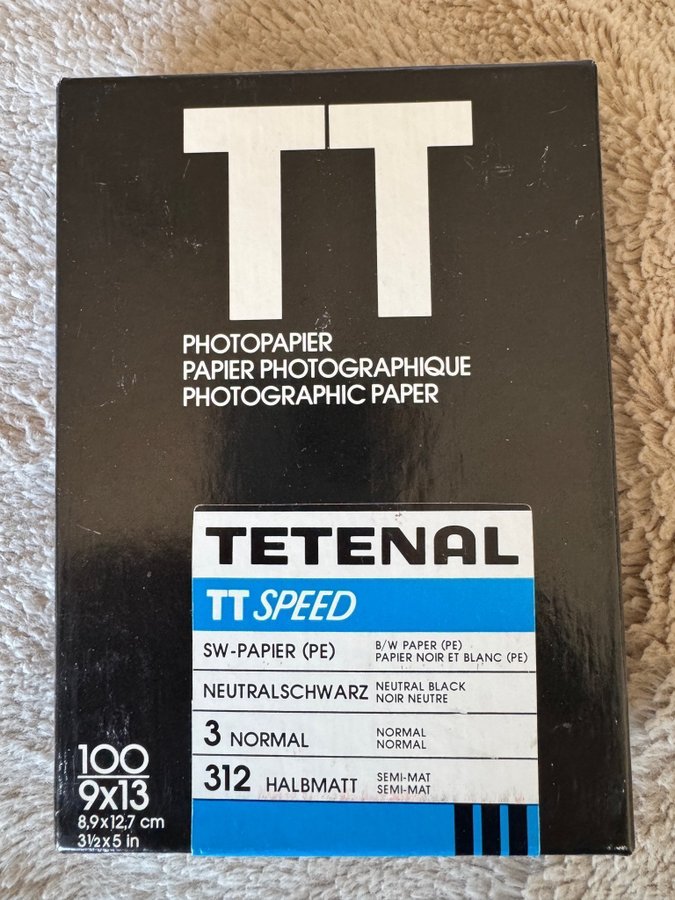 TT
PHOTOPAPIER
PAPIER PHOTOGRAPHIQUE
PHOTOGRAPHIC PAPER
TETENAL
TT SPEED
SW-PAPIER (PE) B/W PAPER (PE)
PAPIER NOIR ET BLANC (PE)
NEUTRALSCHWARZ NEUTRAL BLACK
NOIR NEUTRE
3 NORMAL NORMAL
NORMAL
312 HALBMATT SEMI-MAT
SEMI-MAT
100
9x13
8,9x12,7 cm
3½x5 in